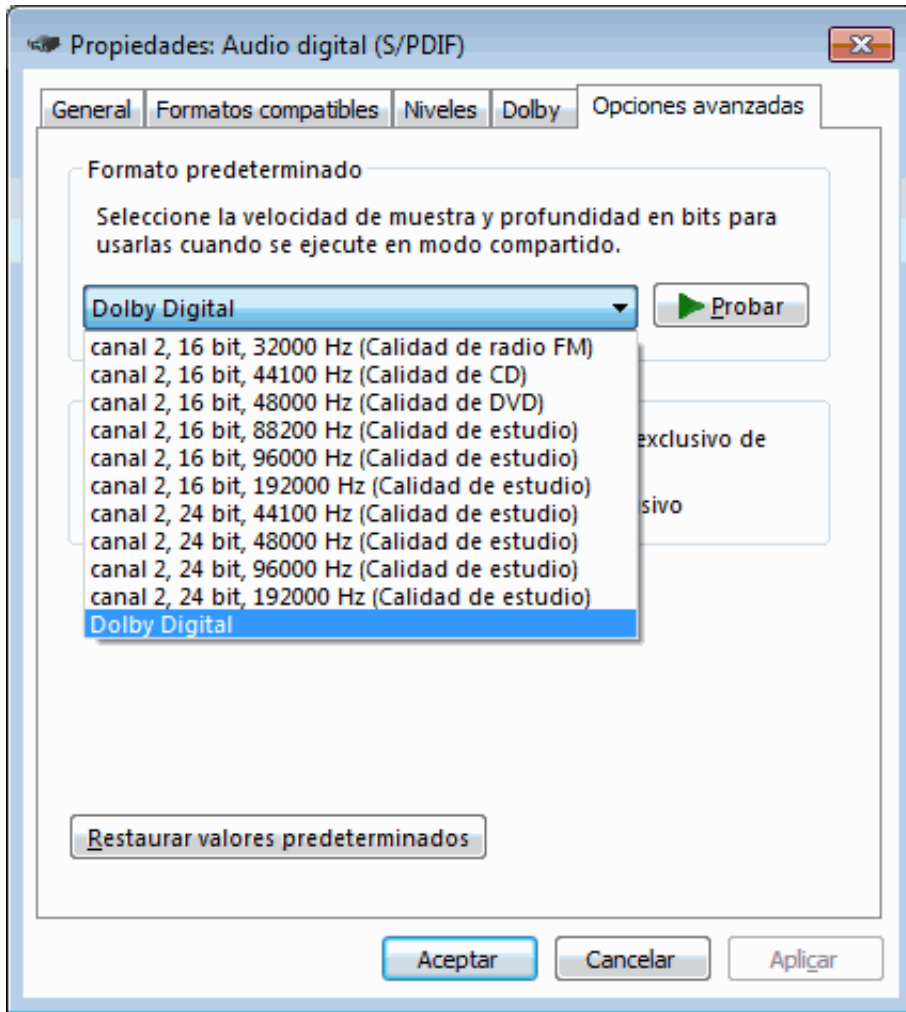 Propiedades: Audio digital (S/PDIF)
General Formatos compatibles Niveles Dolby Opciones avanzadas
Formato predeterminado
Seleccione la velocidad de muestra y profundidad en bits para
usarlas cuando se ejecute en modo compartido.
Dolby Digital Probar
canal 2, 16 bit, 32000 Hz (Calidad de radio FM)
canal 2, 16 bit, 44100 Hz (Calidad de CD)
canal 2, 16 bit, 48000 Hz (Calidad de DVD)
canal 2, 16 bit, 88200 Hz (Calidad de estudio)
exclusivo de
canal 2, 16 bit, 96000 Hz (Calidad de estudio)
canal 2, 16 bit, 192000 Hz (Calidad de estudio)
sivo
canal 2, 24 bit, 44100 Hz (Calidad de estudio)
canal 2, 24 bit, 48000 Hz (Calidad de estudio)
canal 2, 24 bit, 96000 Hz (Calidad de estudio)
canal 2, 24 bit, 192000 Hz (Calidad de estudio)
Dolby Digital
Restaurar valores predeterminados
Aceptar Cancelar Aplicar